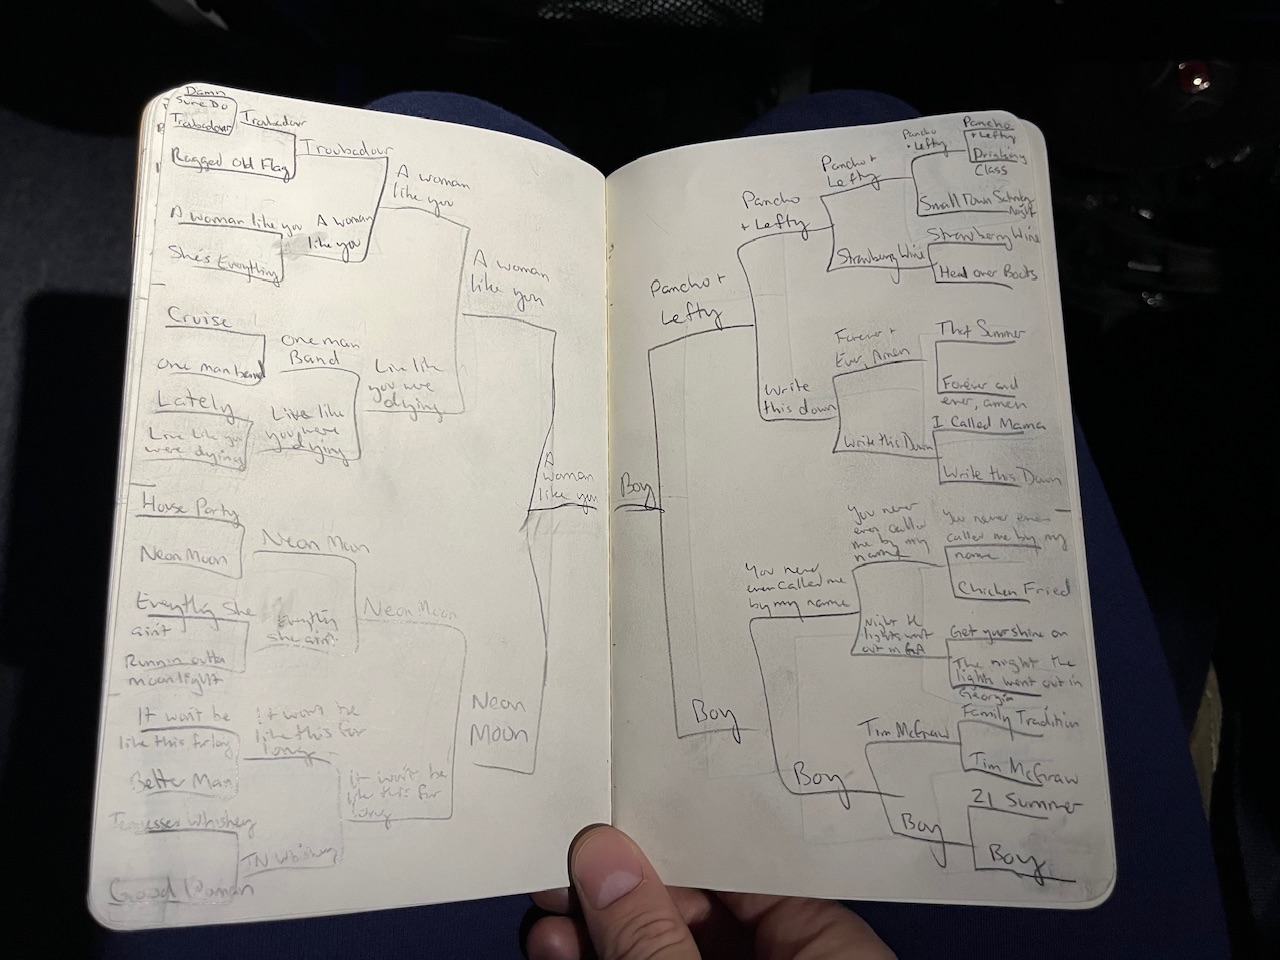 Damn
Sure Do
Troubadour
Troubadour
Ragged Old Flag
Troubadour
A woman like you
She's Everything
A woman
like you
A woman
like you
Cruise
One man band
One man
Band
Lately
Live Like you
were dying
Live like
you were
dying
Live like
you were
dying
A woman
like you
House Party
Neon Moon
Neon Moon
Everything She
ain't
Runnin outta
moonlight
Everything
she ain't
Neon Moon
It won't be
like this for long
Better Man
It won't be
like this for
long
Tennessee Whiskey
Good Woman
TN Whiskey
It won't be
like this for
long
Neon
Moon
A
woman
like you
Boy
Pancho +
Lefty
Pancho
+ Lefty
Pancho +
Lefty
Pancho
+ Lefty
Pancho
+ Lefty
Drinking
Class
Small Town Saturday
Night
Strawberry Wine
Strawberry Wine
Head over Boots
Write
this down
Forever +
Ever, Amen
That Summer
Forever and
ever, amen
Write this Down
I Called Mama
Write this Down
Boy
You never
even called me
by my name
You never
even called
me by my
name
You never even
called me by my
name
Chicken Fried
Night the
lights went
out in GA
Get your shine on
The night the
lights went out in
Georgia
Boy
Tim McGraw
Family Tradition
Tim McGraw
Boy
21 Summer
Boy